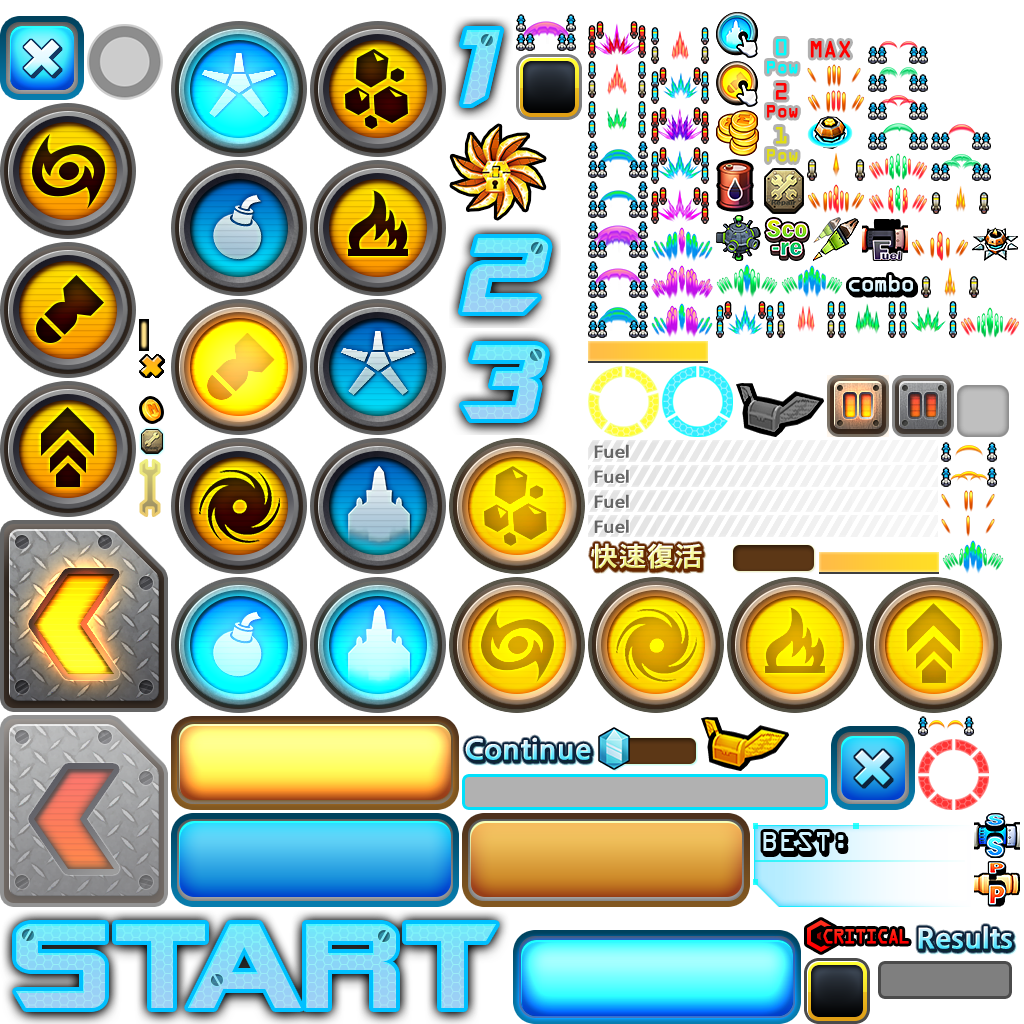 1
0
Pow
MAX
2
Pow
1
Pow
Repair
Sco
-re
Fuel
2
combo
3
Fuel
Fuel
Fuel
Fuel
快速復活
Continue
BEST:
S
S
P
P
START
CRITICAL
Results